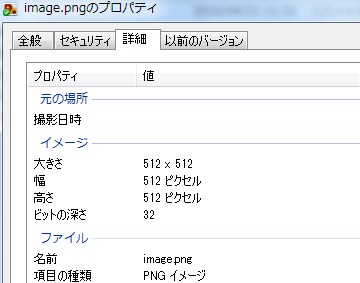 image.pngのプロパティ
全般 セキュリティ 詳細 以前のバージョン
プロパティ 値
元の場所
撮影日時
イメージ
大きさ 512 x 512
幅 512 ピクセル
高さ 512 ピクセル
ビットの深さ 32
ファイル
名前 image.png
項目の種類 PNG イメージ